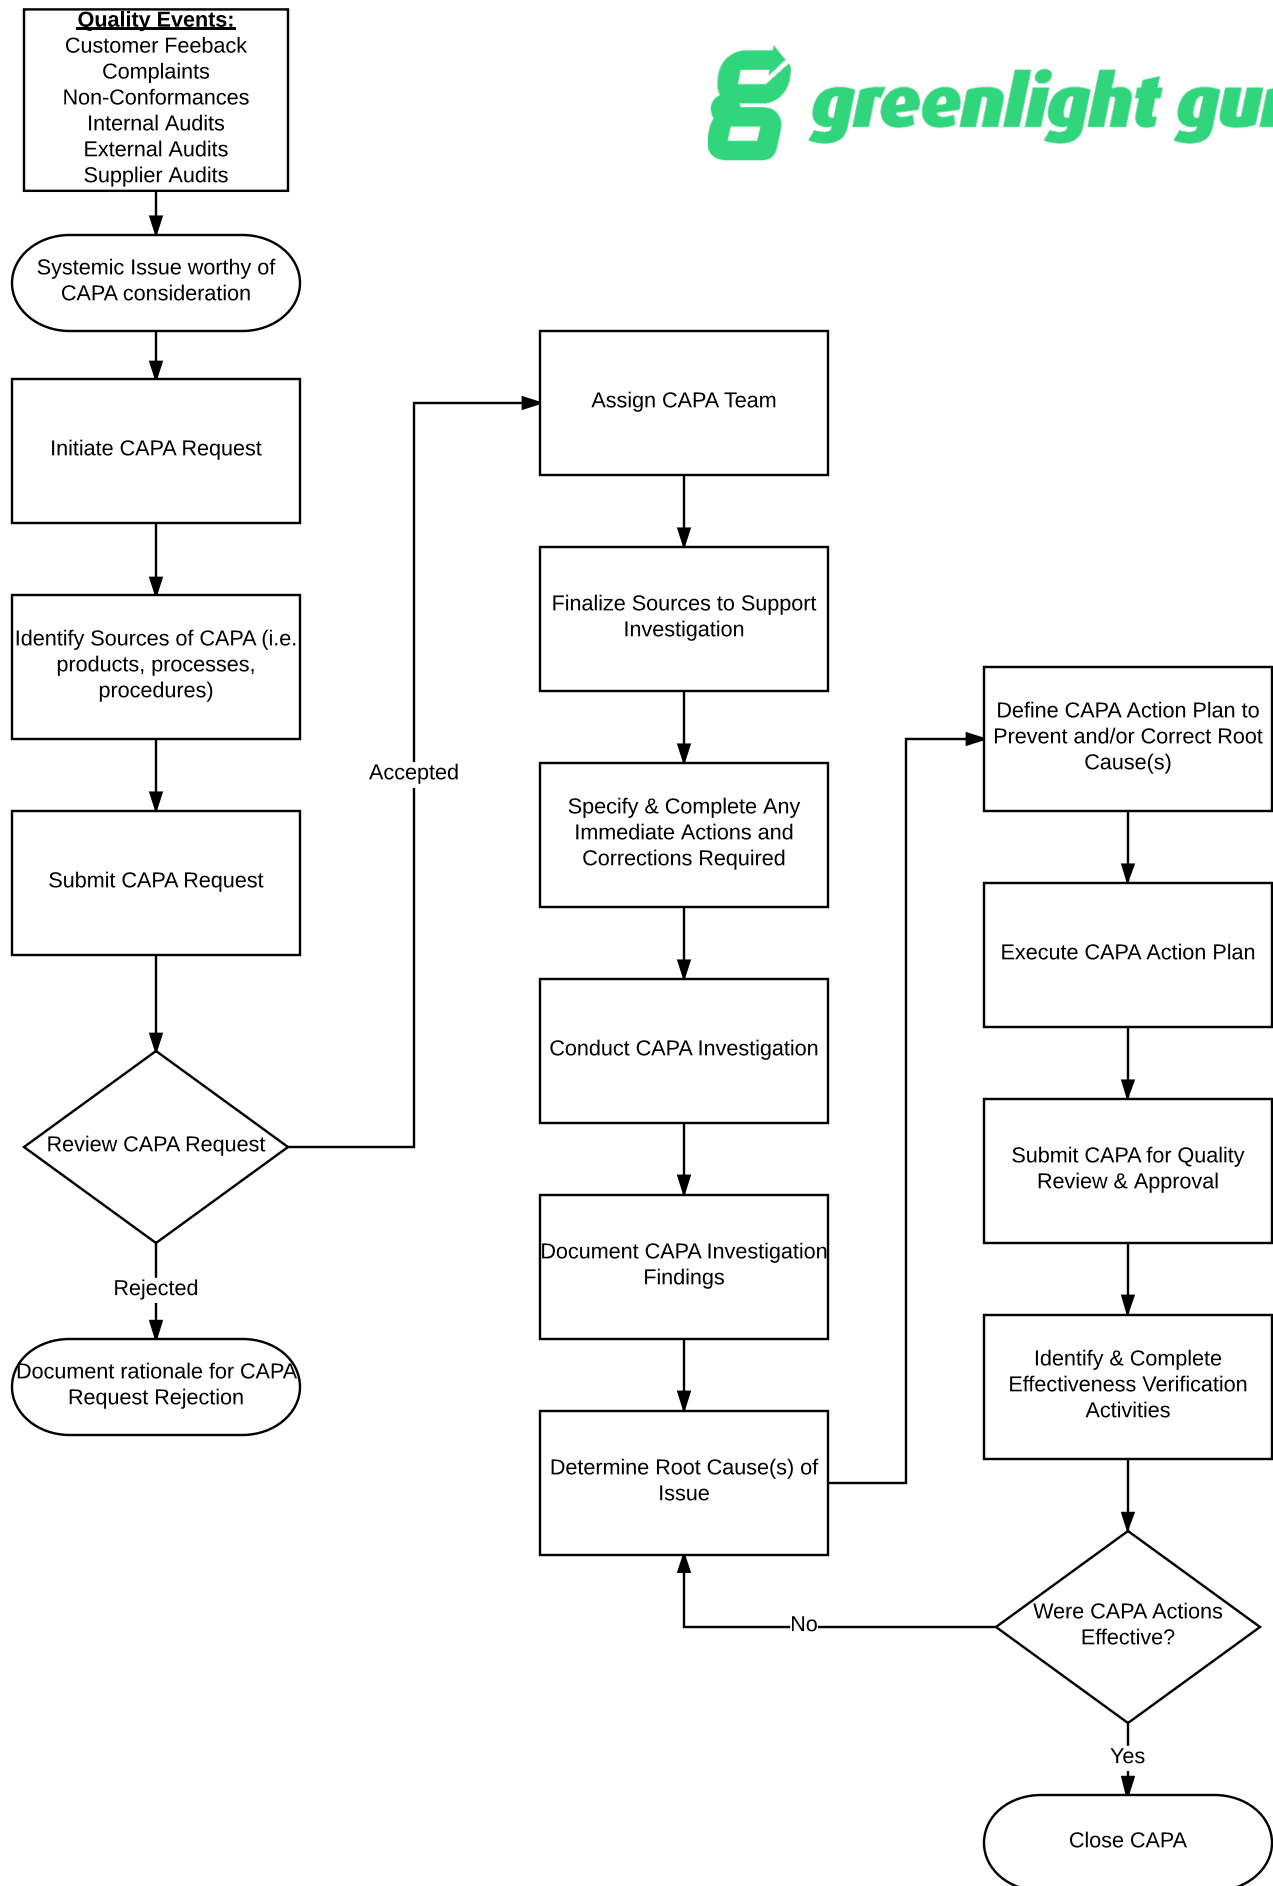 Quality Events:
Customer Feeback
Complaints
Non-Conformances
Internal Audits
External Audits
Supplier Audits
greenlight gur
Systemic Issue worthy of
CAPA consideration
Initiate CAPA Request
Identify Sources of CAPA (i.e.
products, processes,
procedures)
Submit CAPA Request
Review CAPA Request
Rejected
Document rationale for CAPA
Request Rejection
Accepted
Assign CAPA Team
Finalize Sources to Support
Investigation
Specify & Complete Any
Immediate Actions and
Corrections Required
Conduct CAPA Investigation
Document CAPA Investigation
Findings
Determine Root Cause(s) of
Issue
Define CAPA Action Plan to
Prevent and/or Correct Root
Cause(s)
Execute CAPA Action Plan
Submit CAPA for Quality
Review & Approval
Identify & Complete
Effectiveness Verification
Activities
Were CAPA Actions
Effective?
No
Yes
Close CAPA